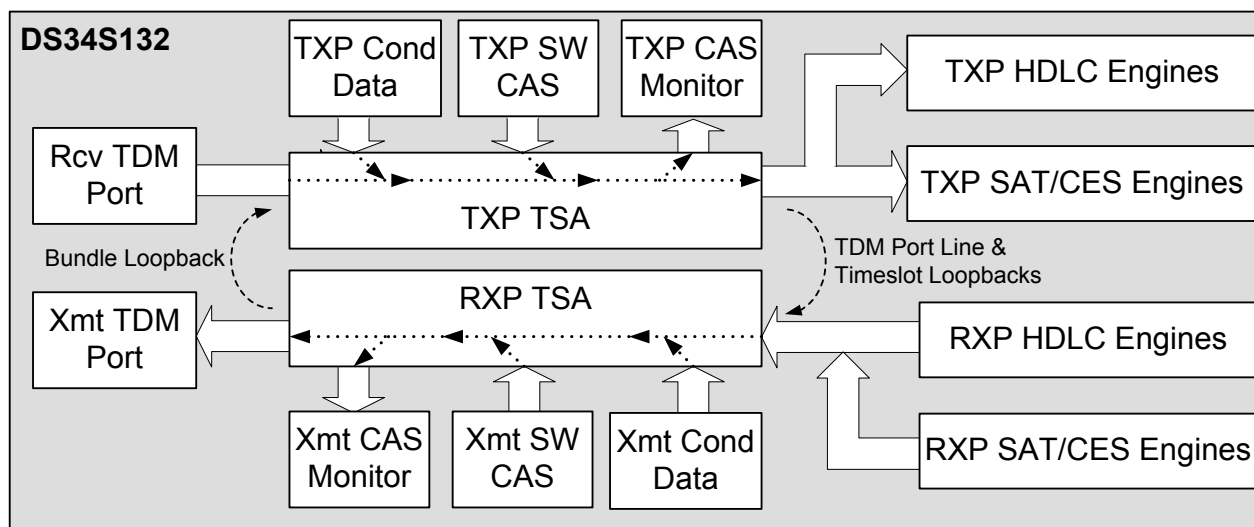 DS34S132
TXP Cond
Data
TXP SW
CAS
TXP CAS
Monitor
TXP HDLC Engines
Rcv TDM
Port
TXP TSA
TXP SAT/CES Engines
Bundle Loopback
TDM Port Line &
Timeslot Loopbacks
Xmt TDM
Port
RXP TSA
RXP HDLC Engines
Xmt CAS
Monitor
Xmt SW
CAS
Xmt Cond
Data
RXP SAT/CES Engines